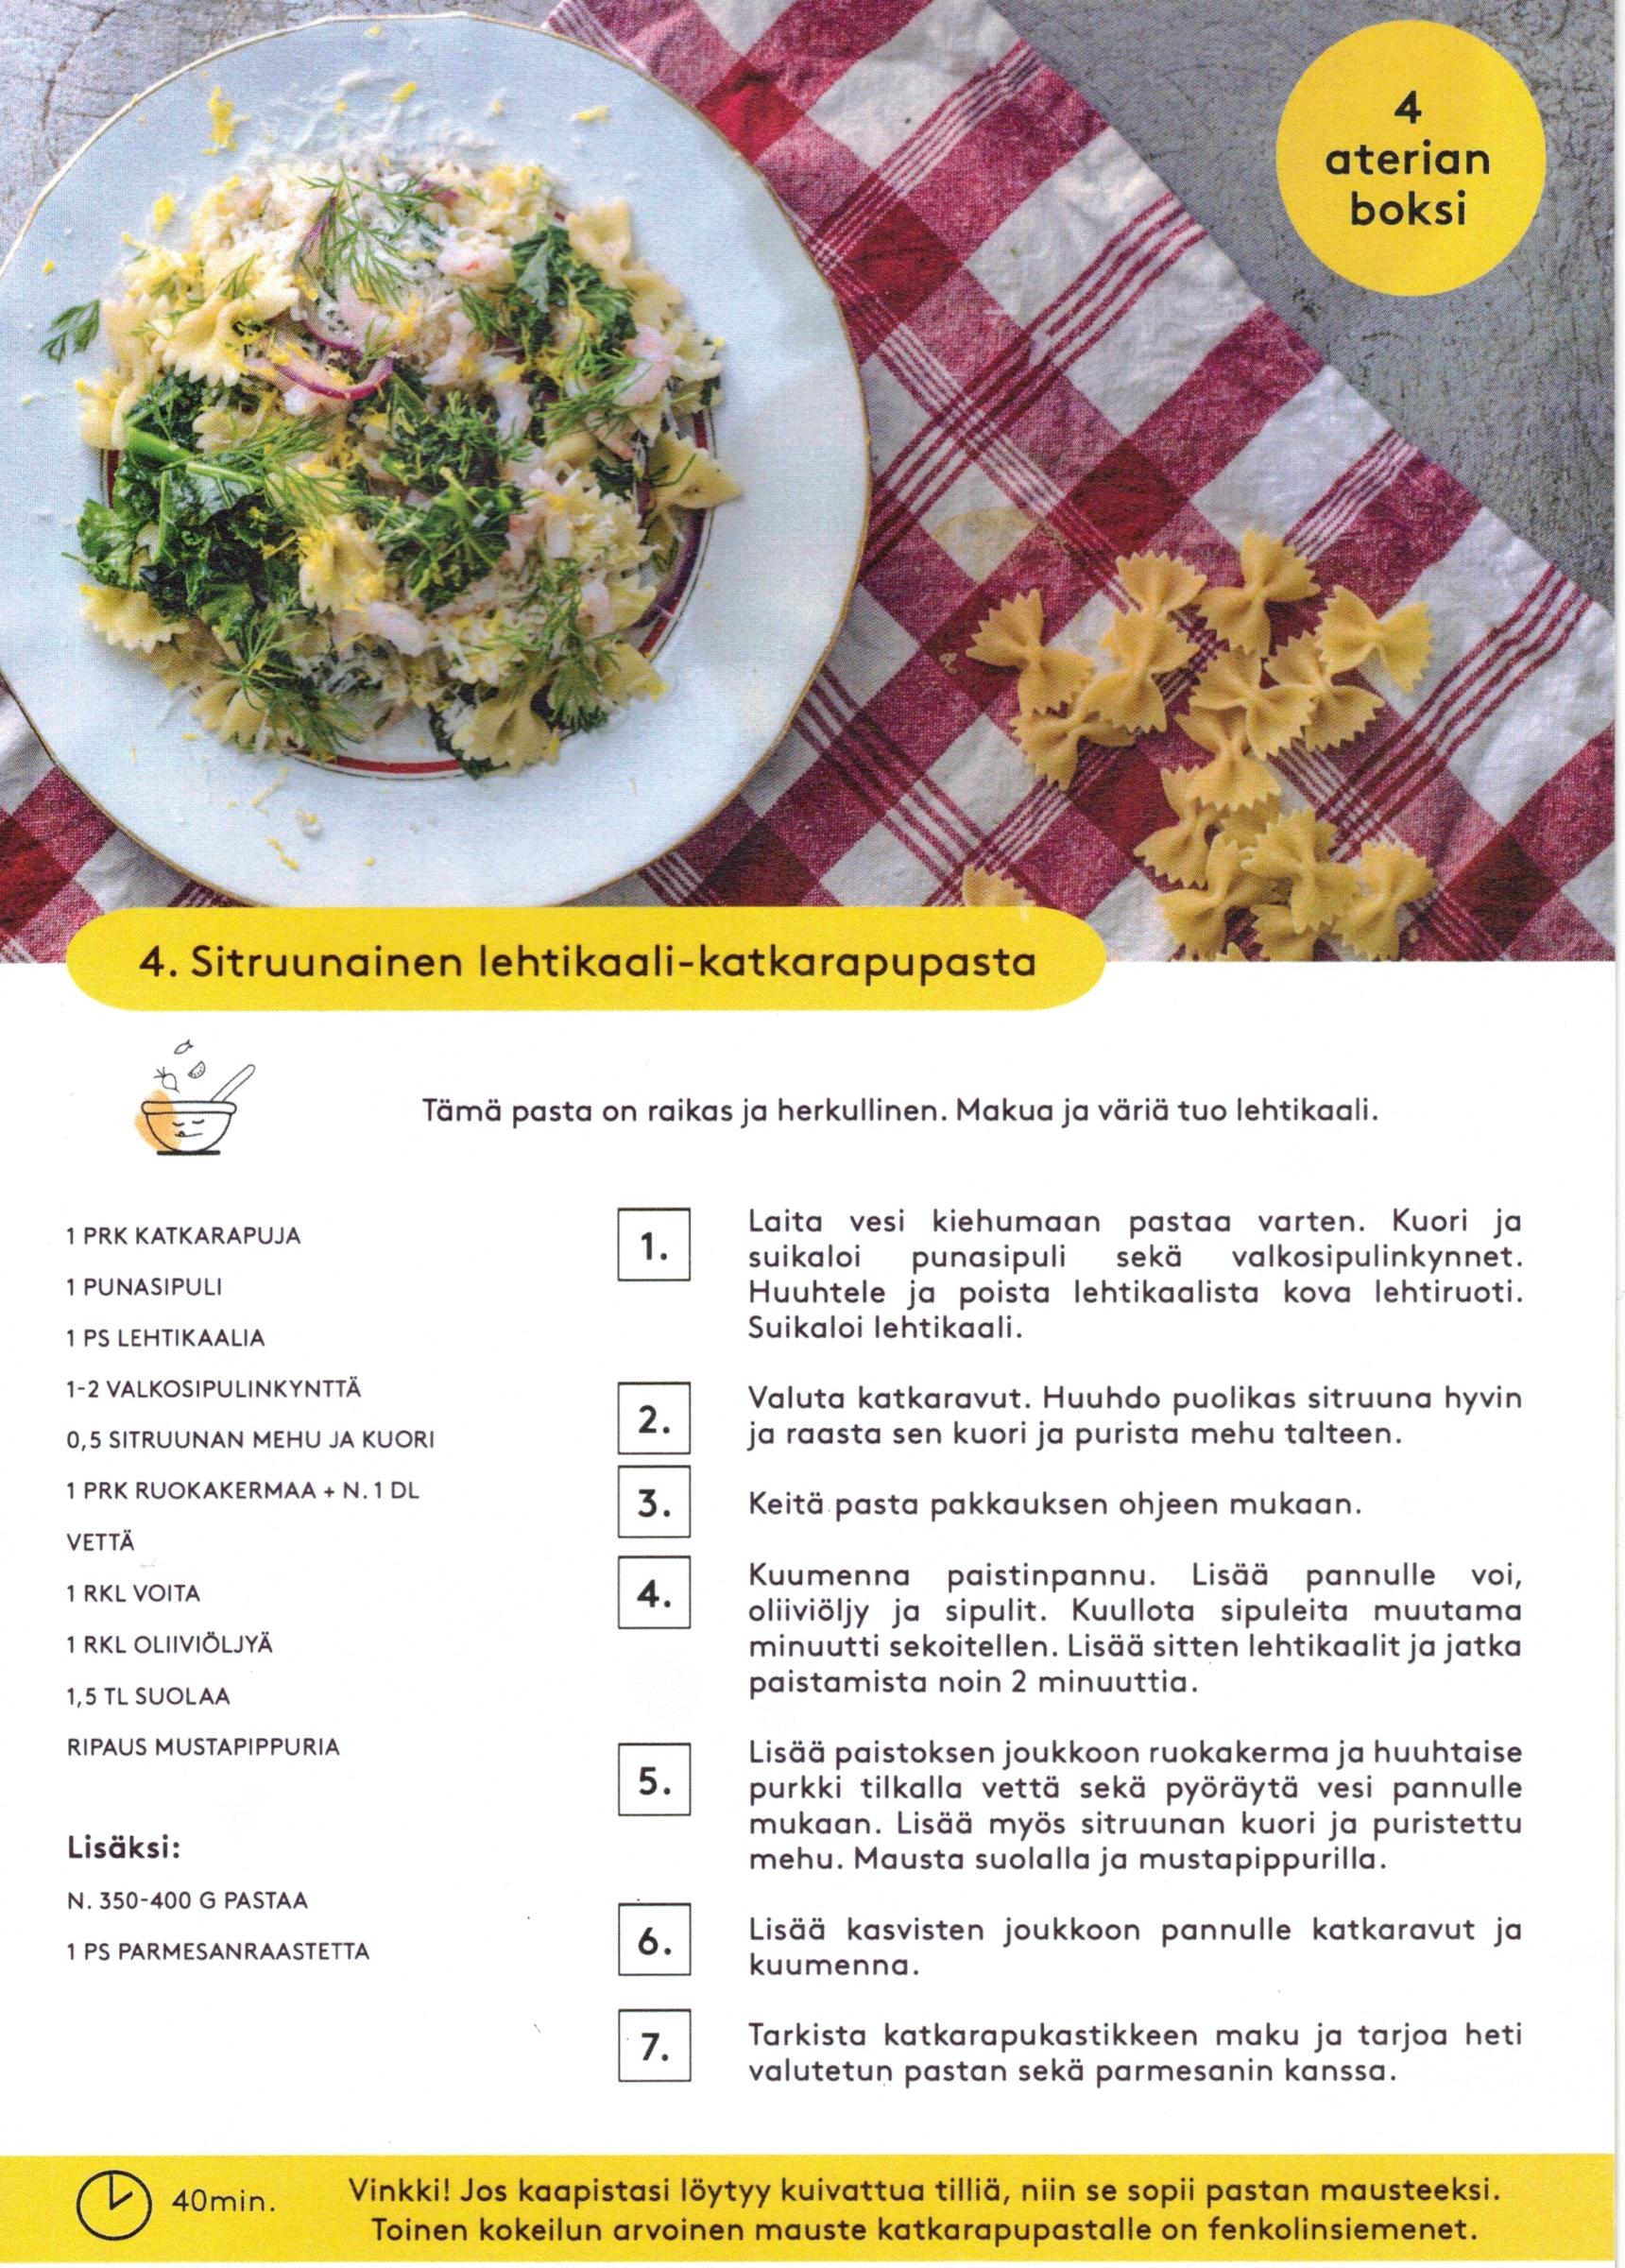 4
aterian
boksi
4. Sitruunainen lehtikaali-katkarapupasta
Tämä pasta on raikas ja herkullinen. Makua ja väriä tuo lehtikaali.
1 PRK KATKARAPUJA
1 PUNASIPULI
1 PS LEHTIKAALIA
1-2 VALKOSIPULINKYNTTÄ
0,5 SITRUUNAN MEHU JA KUORI
1 PRK RUOKAKERMAA + N. 1 DL
VETTÄ
1 RKL VOITA
1 RKL OLIIVIÖLJYÄ
1,5 TL SUOLAA
RIPAUS MUSTAPIPPURIA
Lisäksi:
N. 350-400 G PASTAA
1 PS PARMESANRAASTETTA
1.
Laita vesi kiehumaan pastaa varten. Kuori ja
suikaloi punasipuli sekä valkosipulinkynnet.
Huuhtele ja poista lehtikaalista kova lehtiruoti.
Suikaloi lehtikaali.
2.
Valuta katkaravut. Huuhdo puolikas sitruuna hyvin
ja raasta sen kuori ja purista mehu talteen.
3.
Keitä pasta pakkauksen ohjeen mukaan.
4.
Kuumenna paistinpannu. Lisää pannulle voi,
oliiviöljy ja sipulit. Kuullota sipuleita muutama
minuutti sekoitellen. Lisää sitten lehtikaalit ja jatka
paistamista noin 2 minuuttia.
5.
Lisää paistoksen joukkoon ruokakerma ja huuhtaise
purkki tilkalla vettä sekä pyöräytä vesi pannulle
mukaan. Lisää myös sitruunan kuori ja puristettu
mehu. Mausta suolalla ja mustapippurilla.
6.
Lisää kasvisten joukkoon pannulle katkaravut ja
kuumenna.
7.
Tarkista katkarapukastikkeen maku ja tarjoa heti
valutetun pastan sekä parmesanin kanssa.
40min.
Vinkki! Jos kaapistasi löytyy kuivattua tilliä, niin se sopii pastan mausteeksi.
Toinen kokeilun arvoinen mauste katkarapupastalle on fenkolinsiemenet.